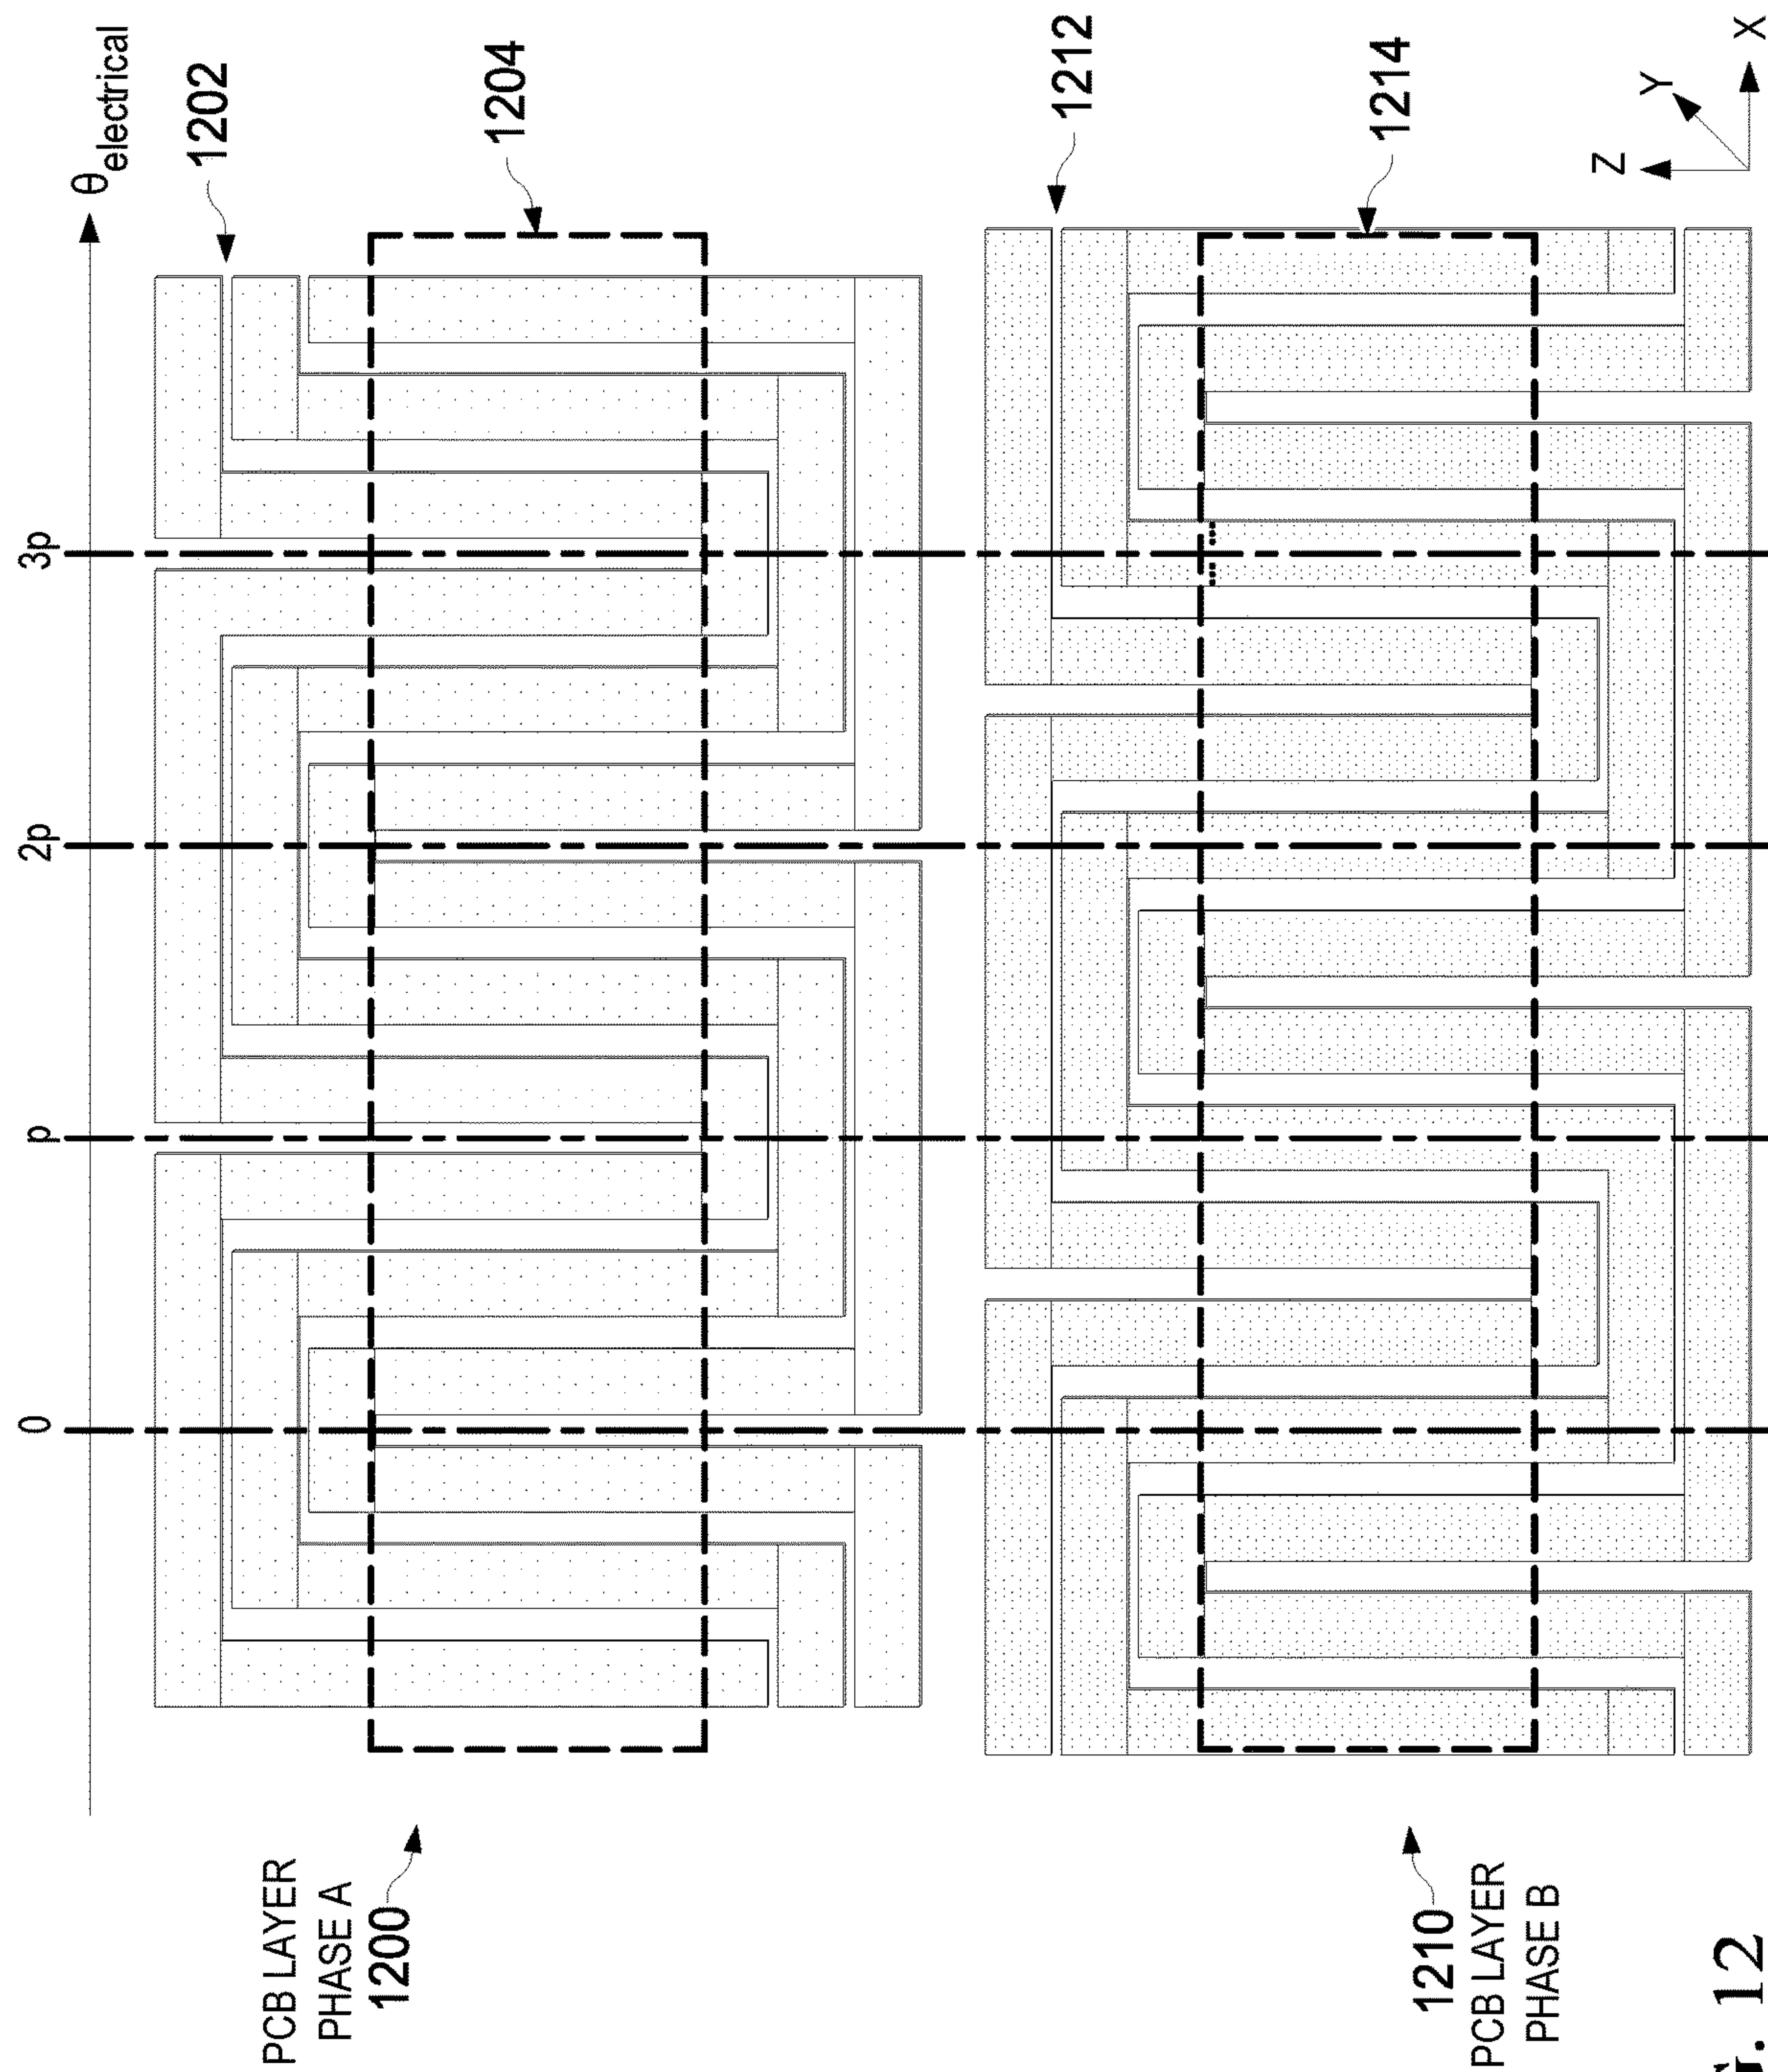 0
p
2p
3p
θelectrical
1202
1204
PCB LAYER
PHASE A
1200
1212
1214
1210
PCB LAYER
PHASE B
Z
Y
X
G. 12